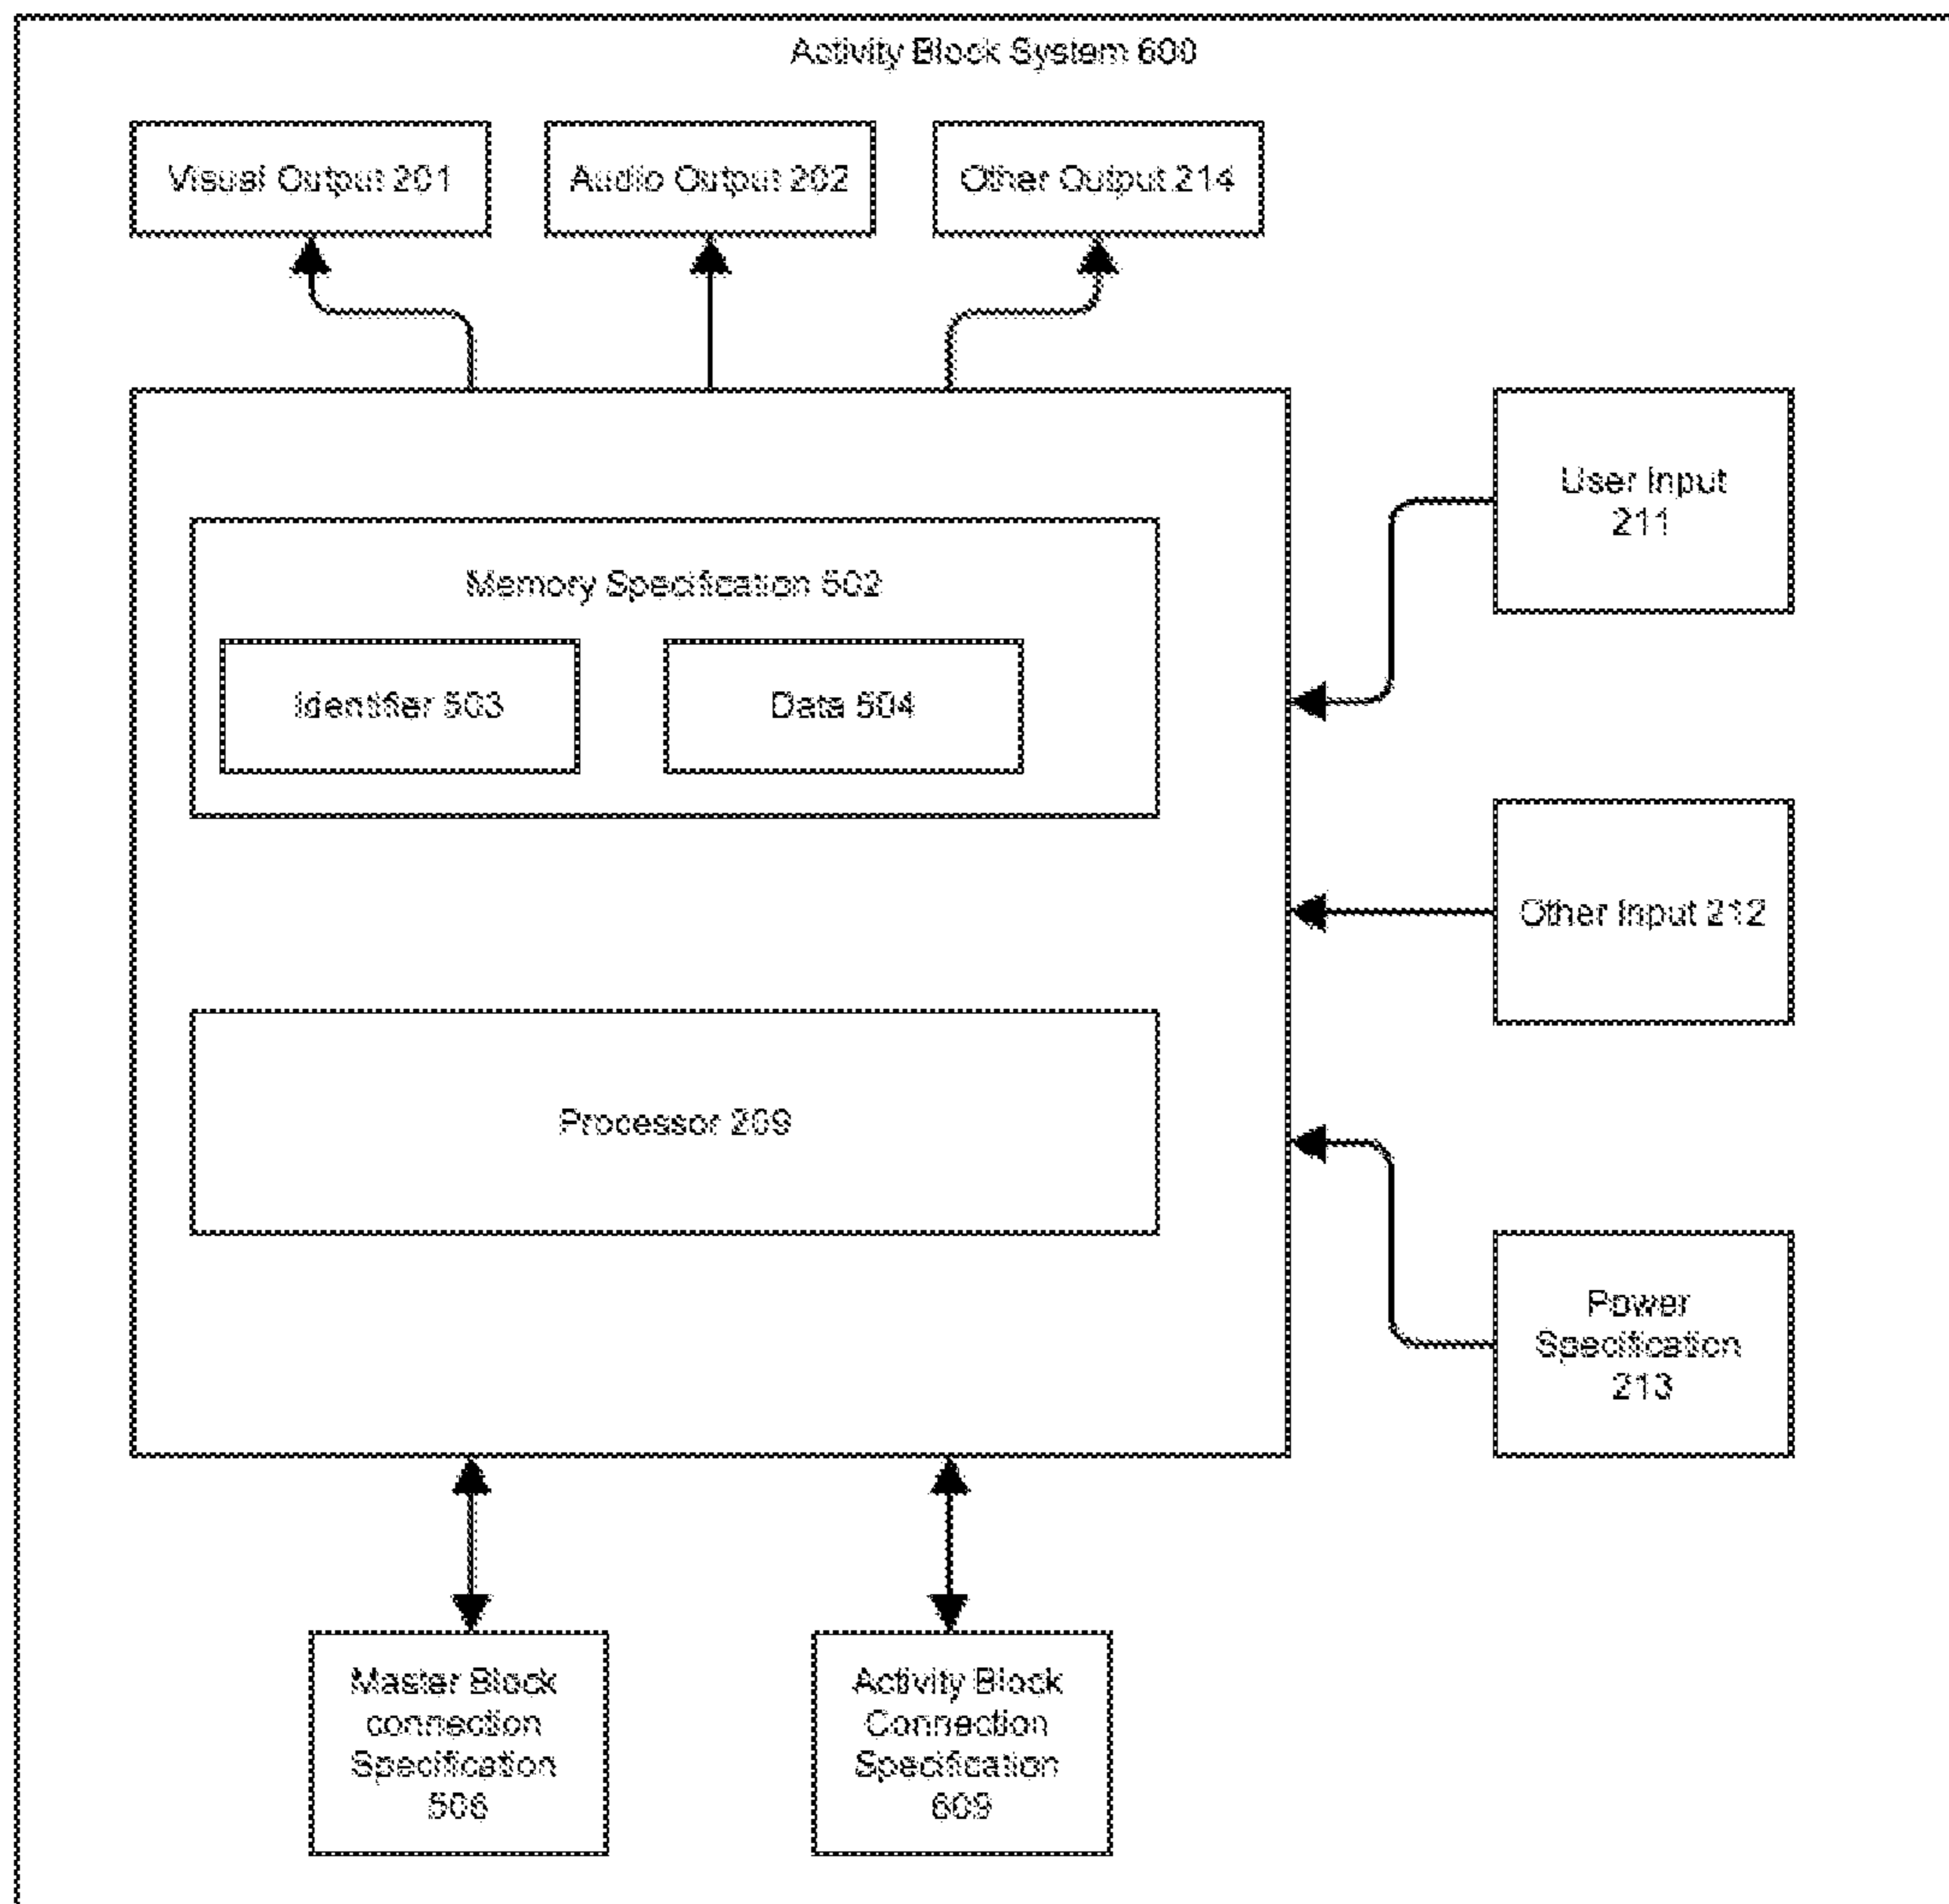 Activity Block System 600
Visual Output 201
Audio Output 202
Other Output 214
User Input
211
Memory Specification 502
Identifier 503
Data 504
Other Input 212
Processor 209
Power
Specification
213
Master Block
connection
Specification
506
Activity Block
Connection
Specification
609